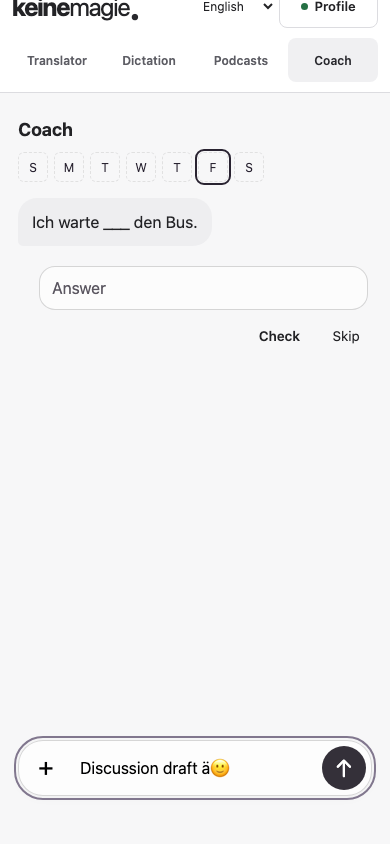 keinemagie.
English
Profile
Translator
Dictation
Podcasts
Coach
Coach
S M T W T F S
Ich warte ___ den Bus.
Answer
Check
Skip
Discussion draft ä🙂